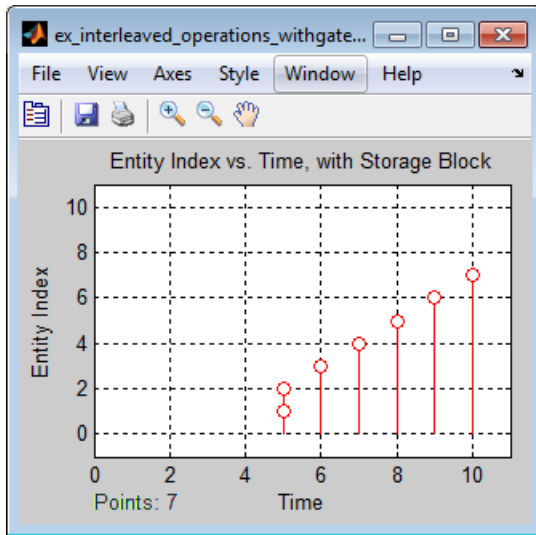 ex_interleaved_operations_withgate...
File View Axes Style Window Help
Entity Index vs. Time, with Storage Block
Entity Index
10
8
6
4
2
0
0 2 4 6 8 10
Points: 7 Time